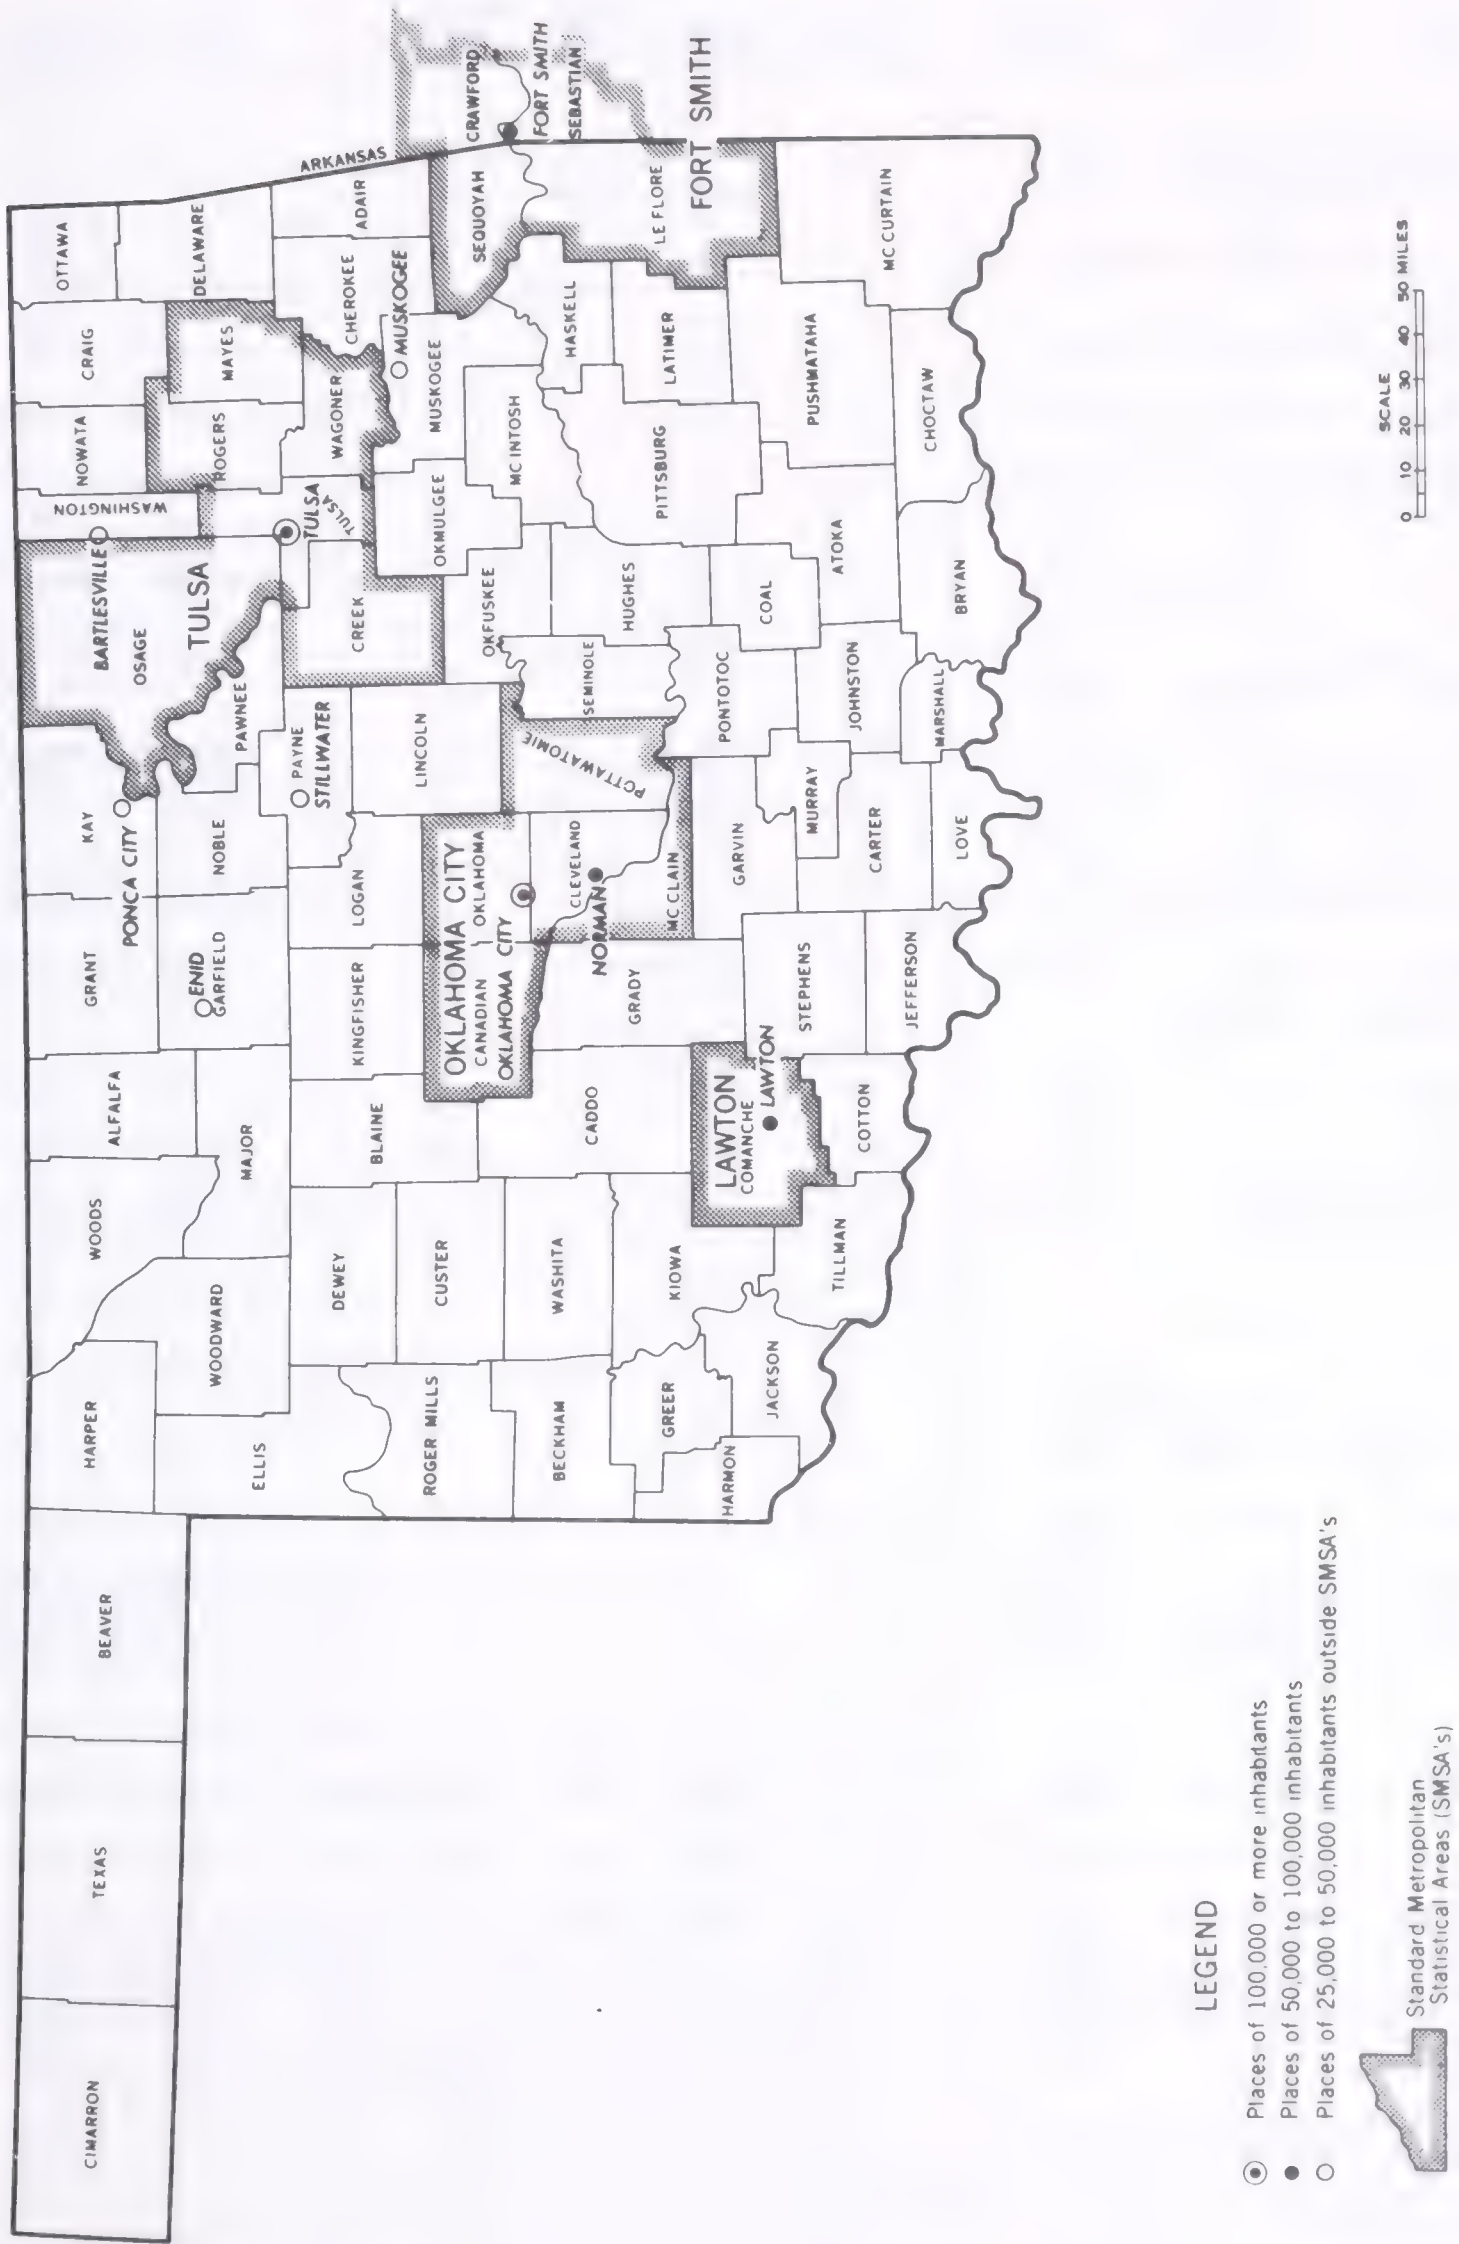 CIMARRON
TEXAS
BEAVER
HARPER
WOODS
ALFALFA
GRANT
KAY
PONCA CITY
OSAGE
BARTLESVILLE
WASHINGTON
NOWATA
CRAIG
OTTAWA
ELLIS
WOODWARD
MAJOR
ENID
GARFIELD
NOBLE
PAWNEE
TULSA
ROGERS
MAYES
DELAWARE
ROGER MILLS
DEWEY
BLAINE
KINGFISHER
LOGAN
PAYNE
STILLWATER
CREEK
TULSA
TULSA
WAGONER
CHEROKEE
ADAIR
ARKANSAS
CUSTER
OKLAHOMA CITY
CANADIAN
OKLAHOMA
OKLAHOMA CITY
LINCOLN
OKFUSKEE
OKMULGEE
MUSKOGEE
MUSKOGEE
SEQUOYAH
CRAWFORD
FORT SMITH
SEBASTIAN
BECKHAM
WASHITA
CADDO
GRADY
CLEVELAND
NORMAN
MC CLAIN
POTTAWATOMIE
SEMINOLE
HUGHES
MC INTOSH
HASKELL
LE FLORE
FORT SMITH
HARMON
GREER
KIOWA
LAWTON
COMANCHE
LAWTON
STEPHENS
GARVIN
PONTOTOC
COAL
PITTSBURG
LATIMER
JACKSON
TILLMAN
COTTON
JEFFERSON
CARTER
MURRAY
JOHNSTON
ATOKA
PUSHMATAHA
MC CURTAIN
LOVE
MARSHALL
BRYAN
CHOCTAW
LEGEND
Places of 100,000 or more inhabitants
Places of 50,000 to 100,000 inhabitants
Places of 25,000 to 50,000 inhabitants outside SMSA's
Standard Metropolitan
Statistical Areas (SMSA's)
SCALE
0 10 20 30 40 50 MILES